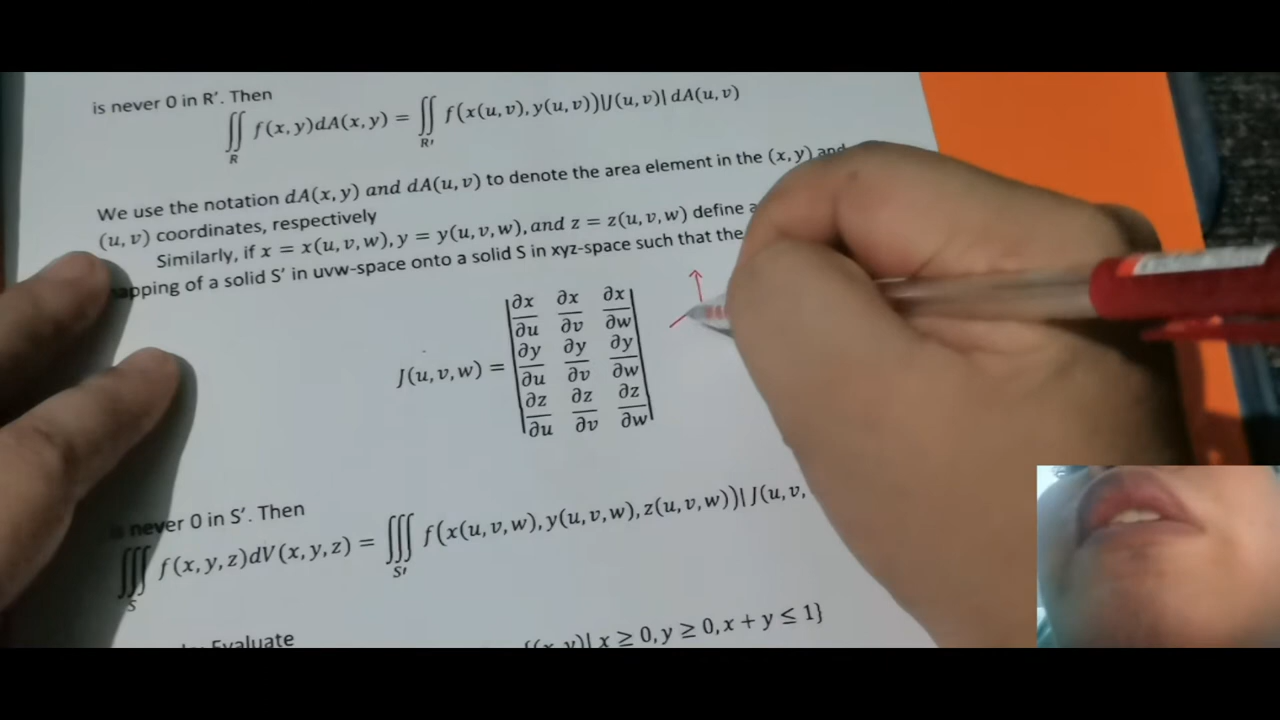 is never 0 in R′. Then
∬_R f(x,y)dA(x,y) = ∬_R′ f(x(u,v),y(u,v))|J(u,v)| dA(u,v)
We use the notation dA(x,y) and dA(u,v) to denote the area element in the (x,y) and
(u,v) coordinates, respectively
Similarly, if x = x(u,v,w), y = y(u,v,w), and z = z(u,v,w) define a
mapping of a solid S′ in uvw-space onto a solid S in xyz-space such that the
J(u,v,w) = | ∂x/∂u ∂x/∂v ∂x/∂w |
| ∂y/∂u ∂y/∂v ∂y/∂w |
| ∂z/∂u ∂z/∂v ∂z/∂w |
is never 0 in S′. Then
∭_S f(x,y,z)dV(x,y,z) = ∭_S′ f(x(u,v,w),y(u,v,w),z(u,v,w))| J(u,v,
Evaluate {(x,y)| x ≥ 0, y ≥ 0, x + y ≤ 1}